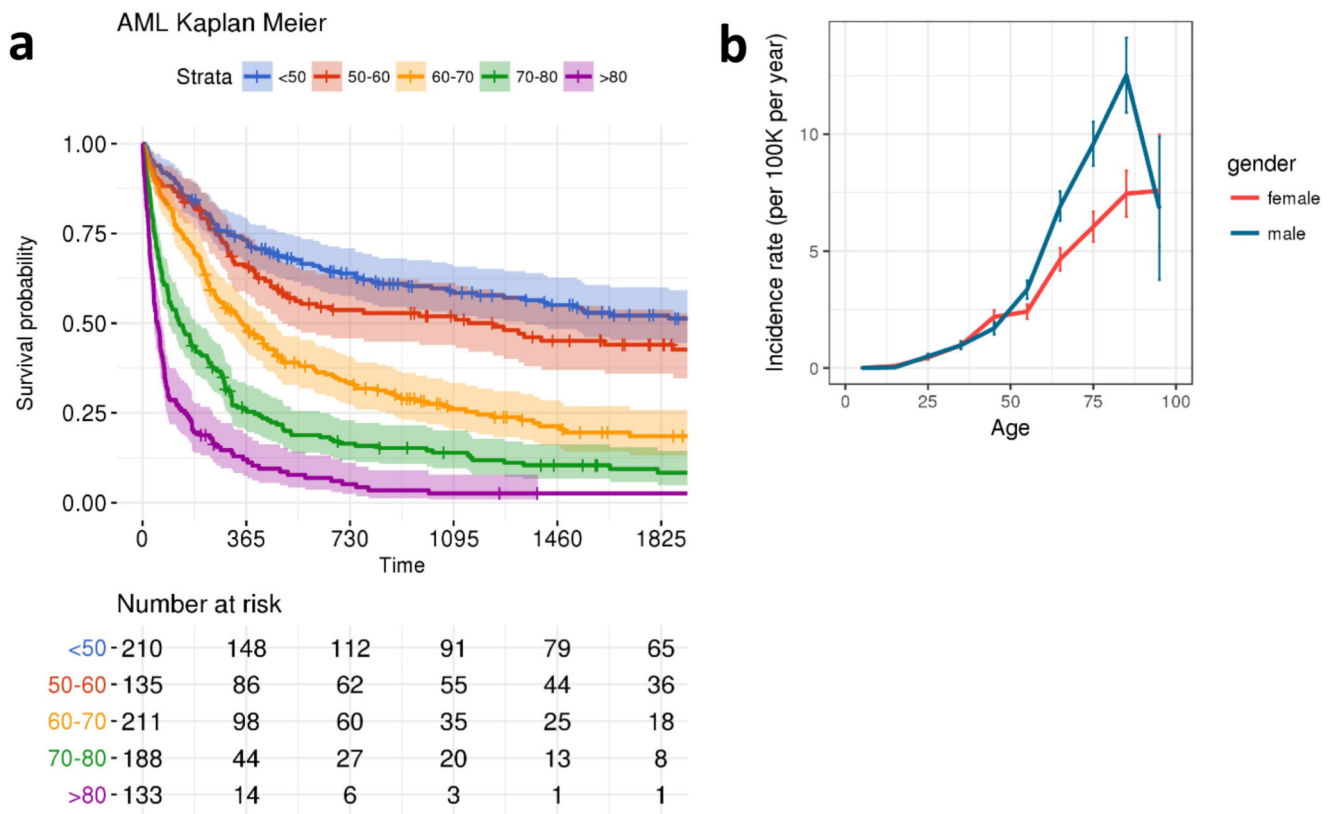 a
AML Kaplan Meier
Strata <50 50-60 60-70 70-80 >80
1.00
0.75
0.50
0.25
0.00
Survival probability
0 365 730 1095 1460 1825
Time
Number at risk
<50 210 148 112 91 79 65
50-60 135 86 62 55 44 36
60-70 211 98 60 35 25 18
70-80 188 44 27 20 13 8
>80 133 14 6 3 1 1
b
Incidence rate (per 100K per year)
10
5
0
0 25 50 75 100
Age
gender
female
male